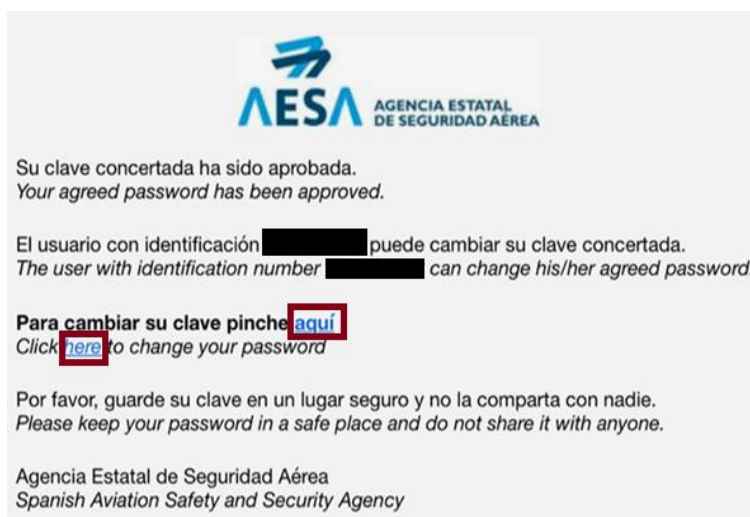 AESA AGENCIA ESTATAL
DE SEGURIDAD AÉREA
Su clave concertada ha sido aprobada.
Your agreed password has been approved.
El usuario con identificación puede cambiar su clave concertada.
The user with identification number can change his/her agreed password.
Para cambiar su clave pinche aquí
Click here to change your password
Por favor, guarde su clave en un lugar seguro y no la comparta con nadie.
Please keep your password in a safe place and do not share it with anyone.
Agencia Estatal de Seguridad Aérea
Spanish Aviation Safety and Security Agency